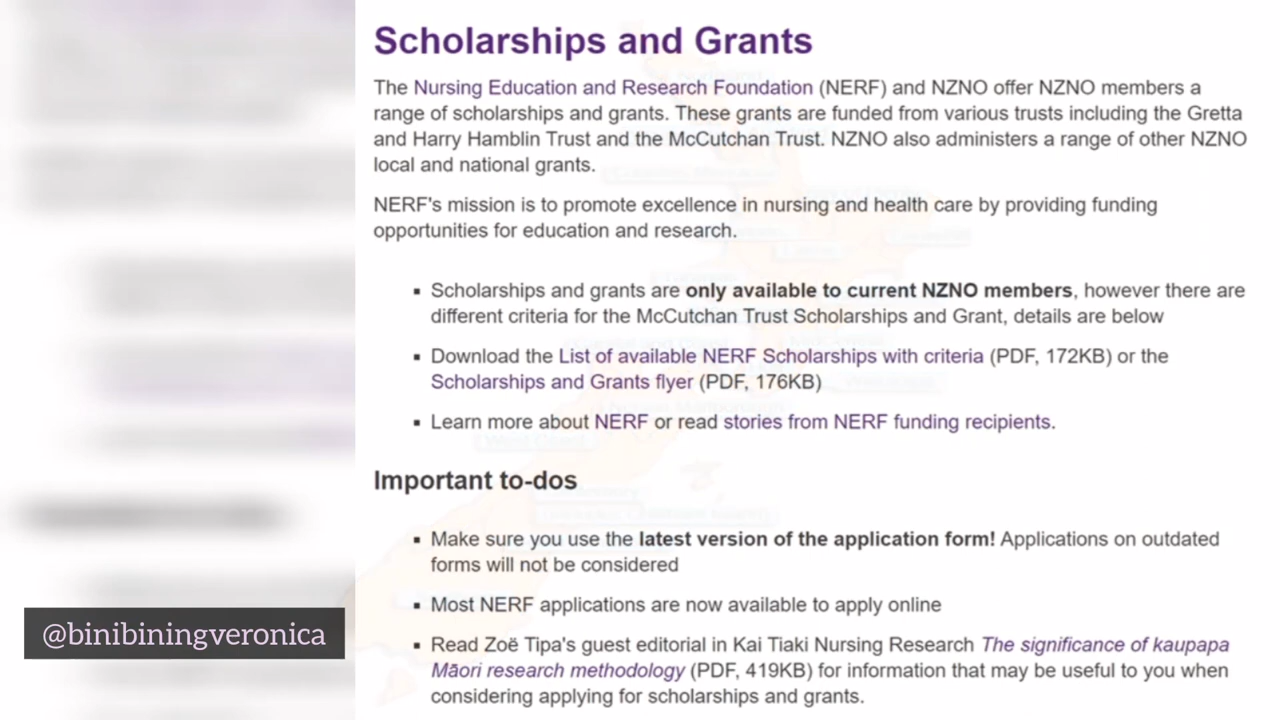 Scholarships and Grants
The Nursing Education and Research Foundation (NERF) and NZNO offer NZNO members a
range of scholarships and grants. These grants are funded from various trusts including the Gretta
and Harry Hamblin Trust and the McCutchan Trust. NZNO also administers a range of other NZNO
local and national grants.
NERF's mission is to promote excellence in nursing and health care by providing funding
opportunities for education and research.
▪ Scholarships and grants are only available to current NZNO members, however there are
different criteria for the McCutchan Trust Scholarships and Grant, details are below
▪ Download the List of available NERF Scholarships with criteria (PDF, 172KB) or the
Scholarships and Grants flyer (PDF, 176KB)
▪ Learn more about NERF or read stories from NERF funding recipients.
Important to-dos
▪ Make sure you use the latest version of the application form! Applications on outdated
forms will not be considered
▪ Most NERF applications are now available to apply online
▪ Read Zoë Tipa's guest editorial in Kai Tiaki Nursing Research The significance of kaupapa
Māori research methodology (PDF, 419KB) for information that may be useful to you when
considering applying for scholarships and grants.
@binibiningveronica